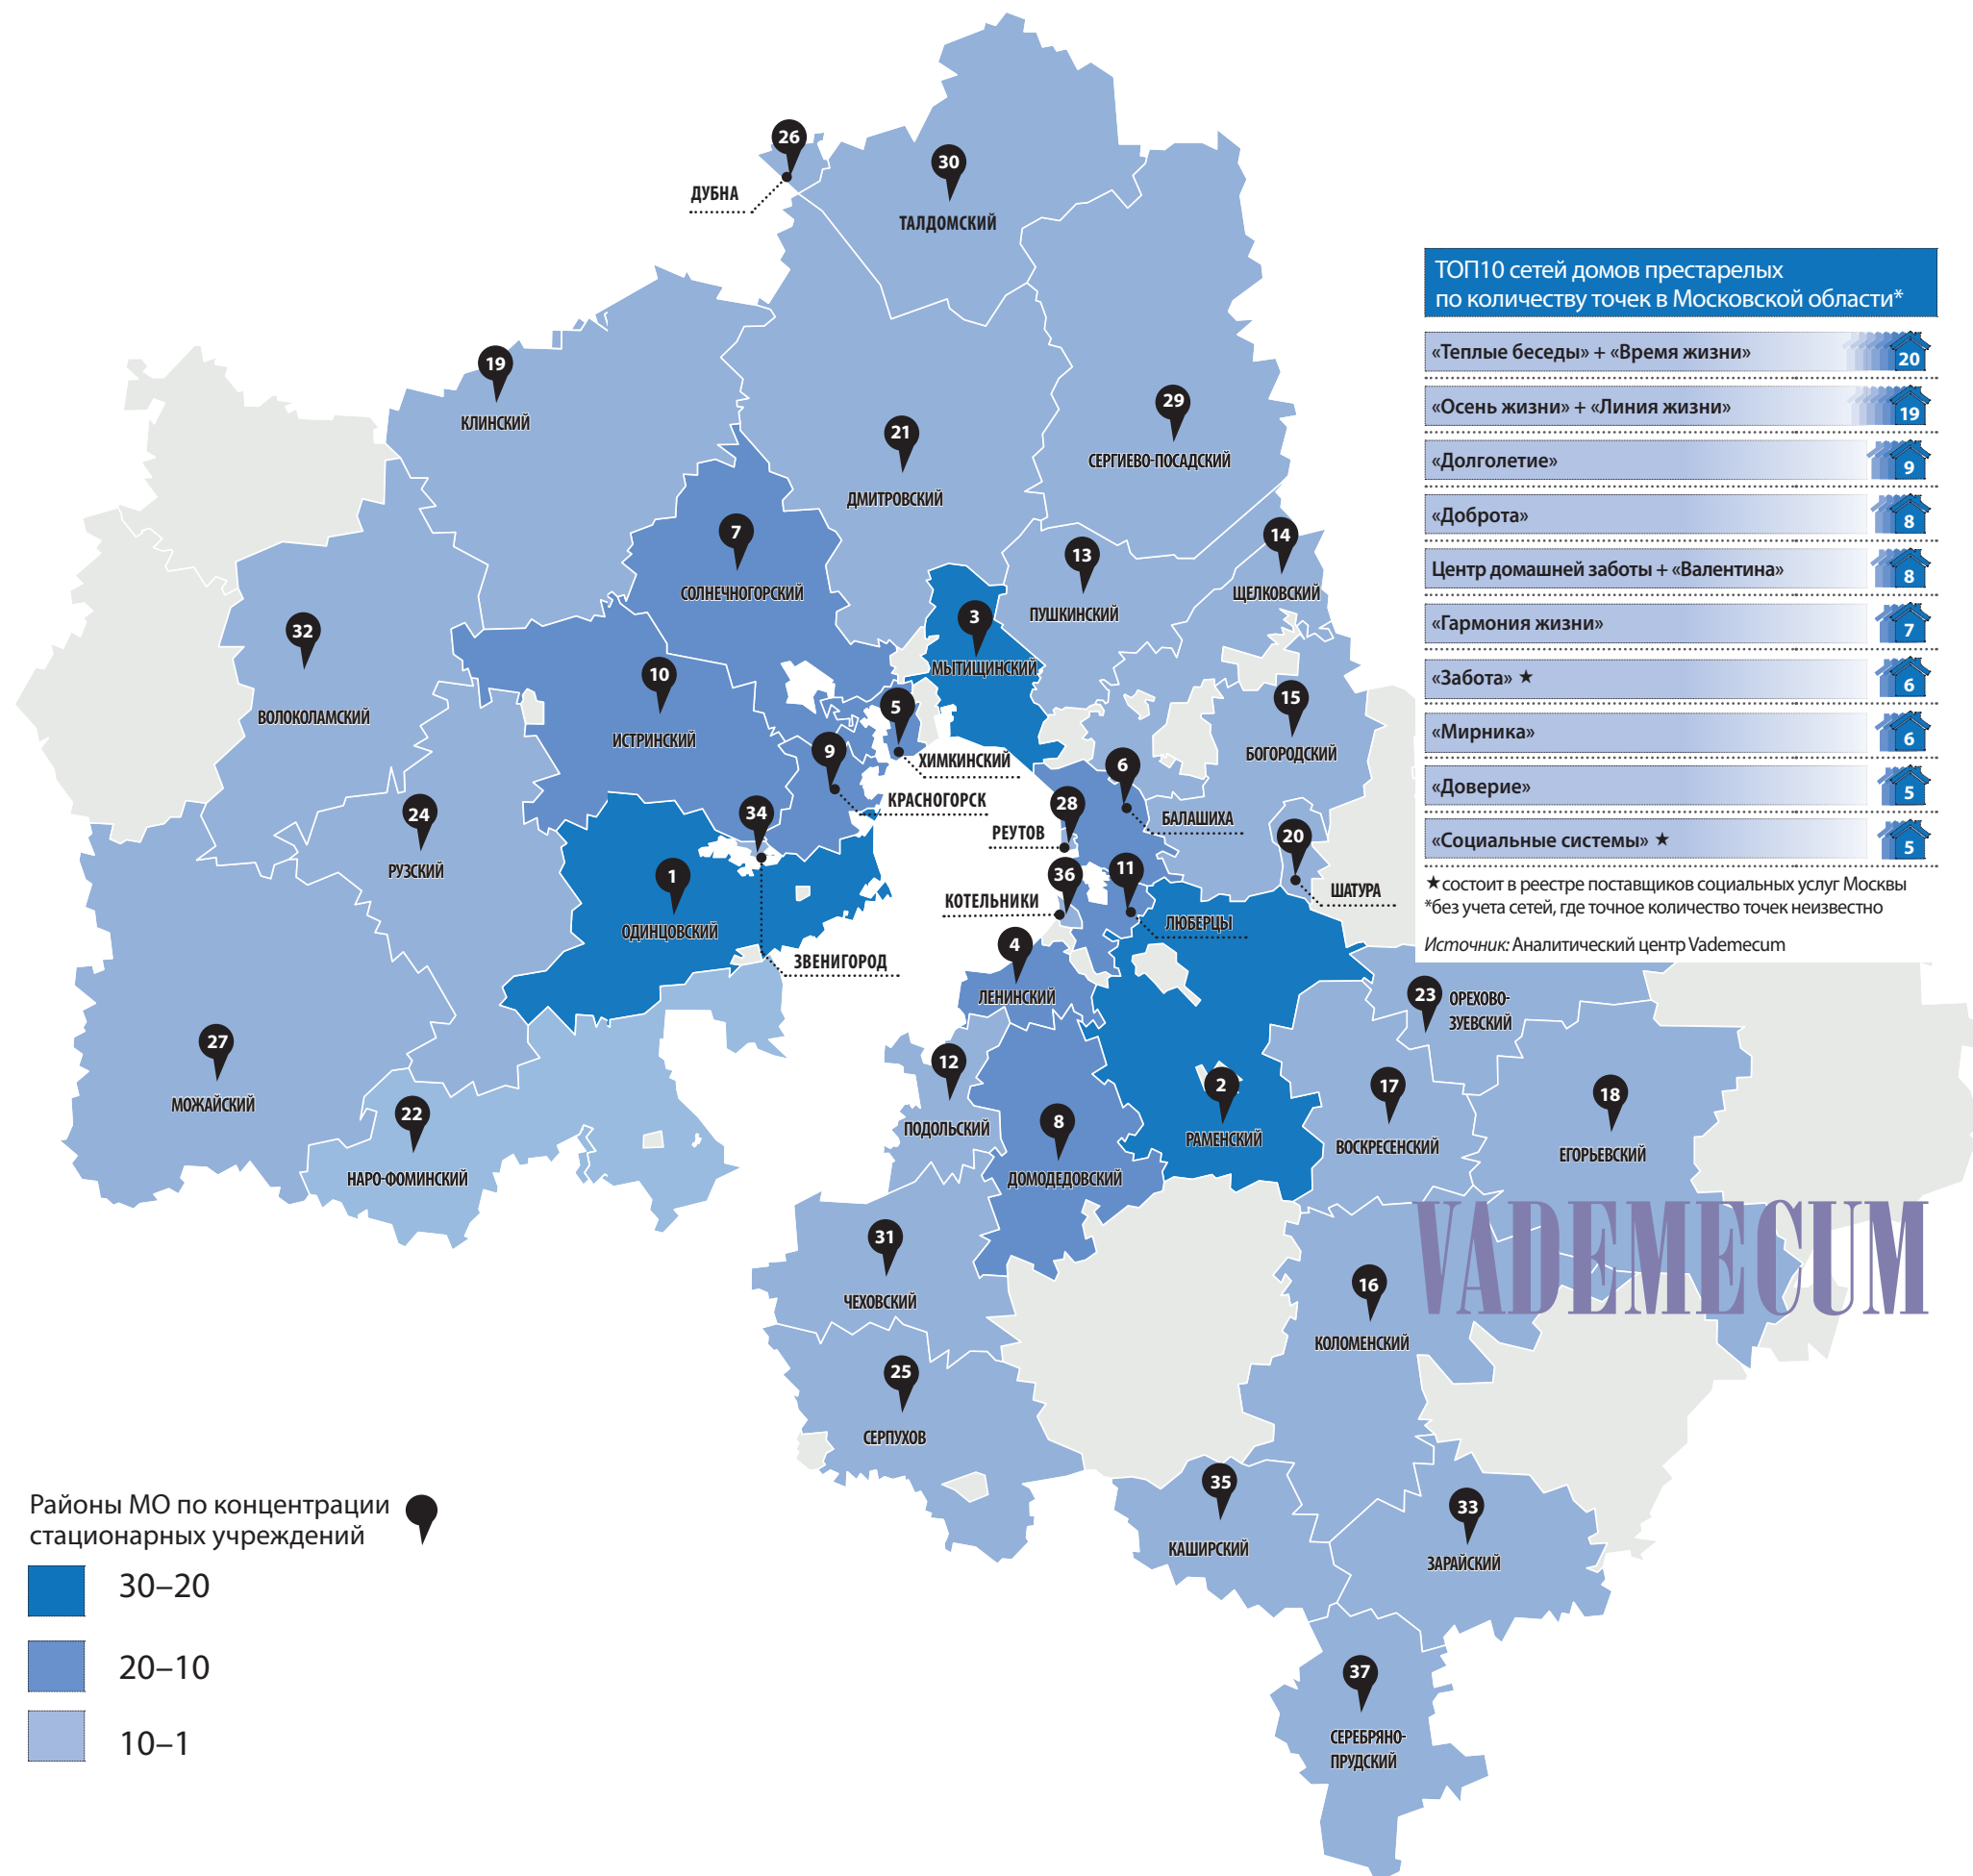 26
ДУБНА
30
ТАЛДОМСКИЙ
19
КЛИНСКИЙ
21
ДМИТРОВСКИЙ
29
СЕРГИЕВО-ПОСАДСКИЙ
7
СОЛНЕЧНОГОРСКИЙ
13
ПУШКИНСКИЙ
14
ЩЕЛКОВСКИЙ
3
МЫТИЩИНСКИЙ
32
ВОЛОКОЛАМСКИЙ
10
ИСТРИНСКИЙ
5
ХИМКИНСКИЙ
9
КРАСНОГОРСК
15
БОГОРОДСКИЙ
6
БАЛАШИХА
28
РЕУТОВ
20
ШАТУРА
24
РУЗСКИЙ
34
ЗВЕНИГОРОД
1
ОДИНЦОВСКИЙ
36
КОТЕЛЬНИКИ
11
ЛЮБЕРЦЫ
4
ЛЕНИНСКИЙ
23
ОРЕХОВО-
ЗУЕВСКИЙ
27
МОЖАЙСКИЙ
22
НАРО-ФОМИНСКИЙ
12
ПОДОЛЬСКИЙ
8
ДОМОДЕДОВСКИЙ
2
РАМЕНСКИЙ
17
ВОСКРЕСЕНСКИЙ
18
ЕГОРЬЕВСКИЙ
31
ЧЕХОВСКИЙ
16
КОЛОМЕНСКИЙ
25
СЕРПУХОВ
35
КАШИРСКИЙ
33
ЗАРАЙСКИЙ
37
СЕРЕБРЯНО-
ПРУДСКИЙ
ТОП10 сетей домов престарелых
по количеству точек в Московской области*
«Теплые беседы» + «Время жизни» 20
«Осень жизни» + «Линия жизни» 19
«Долголетие» 9
«Доброта» 8
Центр домашней заботы + «Валентина» 8
«Гармония жизни» 7
«Забота» ★ 6
«Мирника» 6
«Доверие» 5
«Социальные системы» ★ 5
★состоит в реестре поставщиков социальных услуг Москвы
*без учета сетей, где точное количество точек неизвестно
Источник: Аналитический центр Vademecum
VADEMECUM
Районы МО по концентрации
стационарных учреждений
30–20
20–10
10–1